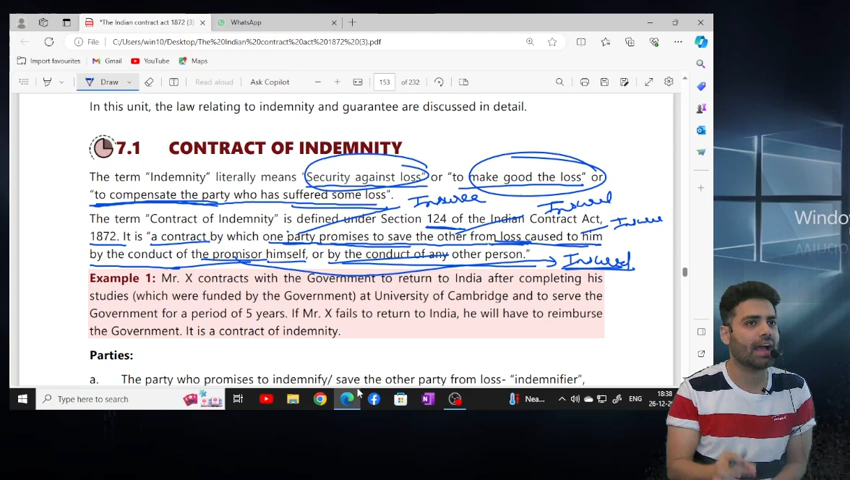 *The Indian contract act 1872 (3).p
WhatsApp
File
C:/Users/win10/Desktop/The%20Indian%20contract%20act%201872%20(3).pdf
Import favourites
Gmail
YouTube
Maps
Draw
Read aloud
Ask Copilot
153
of 232
In this unit, the law relating to indemnity and guarantee are discussed in detail.
7.1 CONTRACT OF INDEMNITY
The term "Indemnity" literally means "Security against loss" or "to make good the loss" or
"to compensate the party who has suffered some loss".
Insured
The term "Contract of Indemnity" is defined under Section 124 of the Indian Contract Act,
1872. It is "a contract by which one party promises to save the other from loss caused to him
by the conduct of the promisor himself, or by the conduct of any other person."
Insured
Example 1: Mr. X contracts with the Government to return to India after completing his
studies (which were funded by the Government) at University of Cambridge and to serve the
Government for a period of 5 years. If Mr. X fails to return to India, he will have to reimburse
the Government. It is a contract of indemnity.
Parties:
a. The party who promises to indemnify/ save the other party from loss- "indemnifier",
Type here to search
Nea...
ENG
18:38
26-12-2
Window